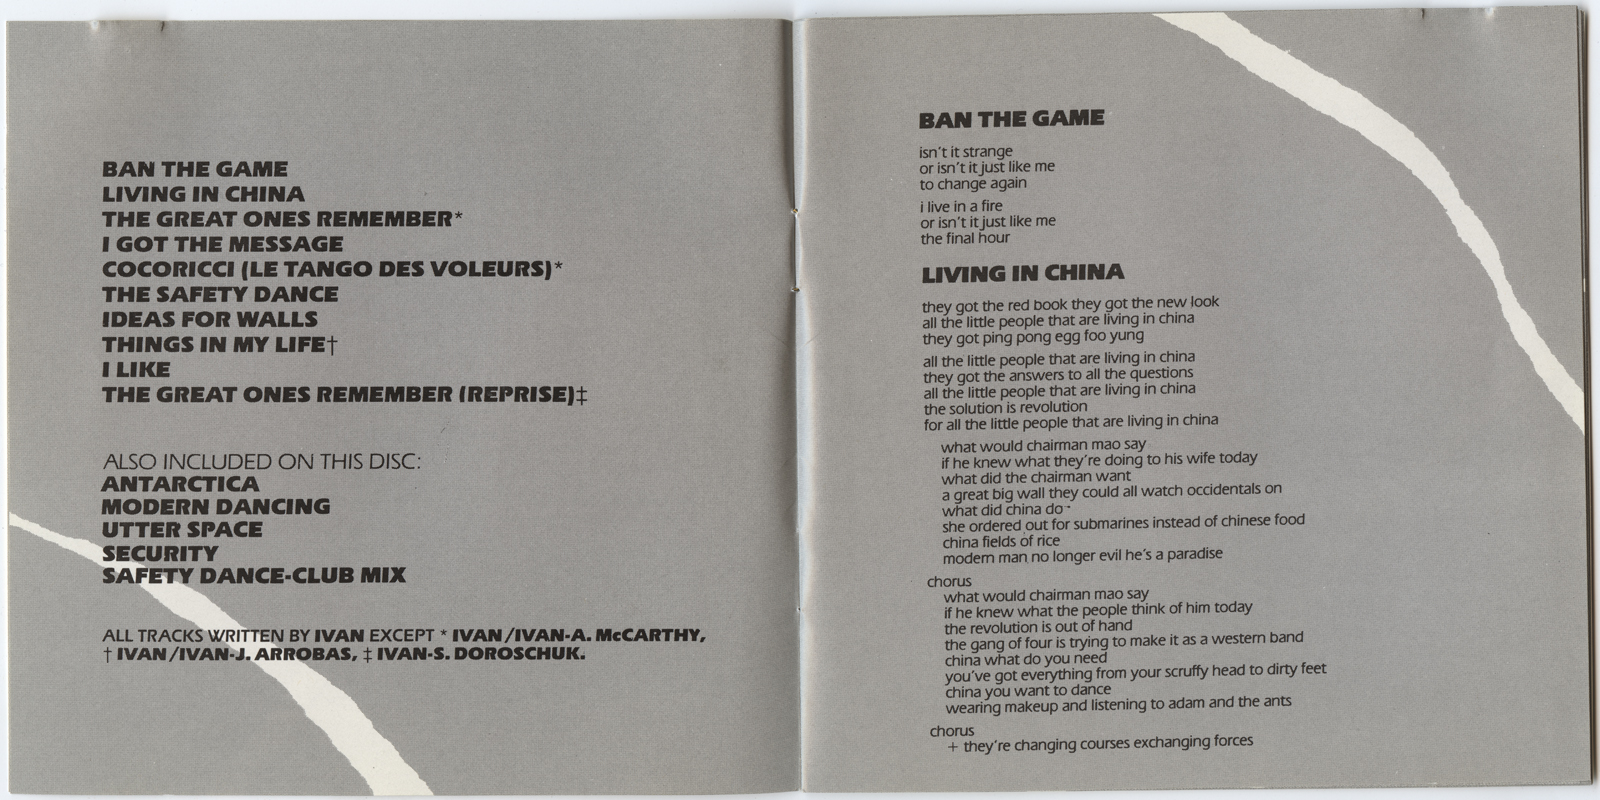 BAN THE GAME
LIVING IN CHINA
THE GREAT ONES REMEMBER*
I GOT THE MESSAGE
COCORICCI (LE TANGO DES VOLEURS)*
THE SAFETY DANCE
IDEAS FOR WALLS
THINGS IN MY LIFE†
I LIKE
THE GREAT ONES REMEMBER (REPRISE)‡
ALSO INCLUDED ON THIS DISC:
ANTARCTICA
MODERN DANCING
UTTER SPACE
SECURITY
SAFETY DANCE-CLUB MIX
ALL TRACKS WRITTEN BY IVAN EXCEPT * IVAN/IVAN-A. McCARTHY,
† IVAN/IVAN-J. ARROBAS, ‡ IVAN-S. DOROSCHUK.
BAN THE GAME
isn't it strange
or isn't it just like me
to change again
i live in a fire
or isn't it just like me
the final hour
LIVING IN CHINA
they got the red book they got the new look
all the little people that are living in china
they got ping pong egg foo yung
all the little people that are living in china
they got the answers to all the questions
all the little people that are living in china
the solution is revolution
for all the little people that are living in china
what would chairman mao say
if he knew what they're doing to his wife today
what did the chairman want
a great big wall they could all watch occidentals on
what did china do
she ordered out for submarines instead of chinese food
china fields of rice
modern man no longer evil he's a paradise
chorus
what would chairman mao say
if he knew what the people think of him today
the revolution is out of hand
the gang of four is trying to make it as a western band
china what do you need
you've got everything from your scruffy head to dirty feet
china you want to dance
wearing makeup and listening to adam and the ants
chorus
+ they're changing courses exchanging forces